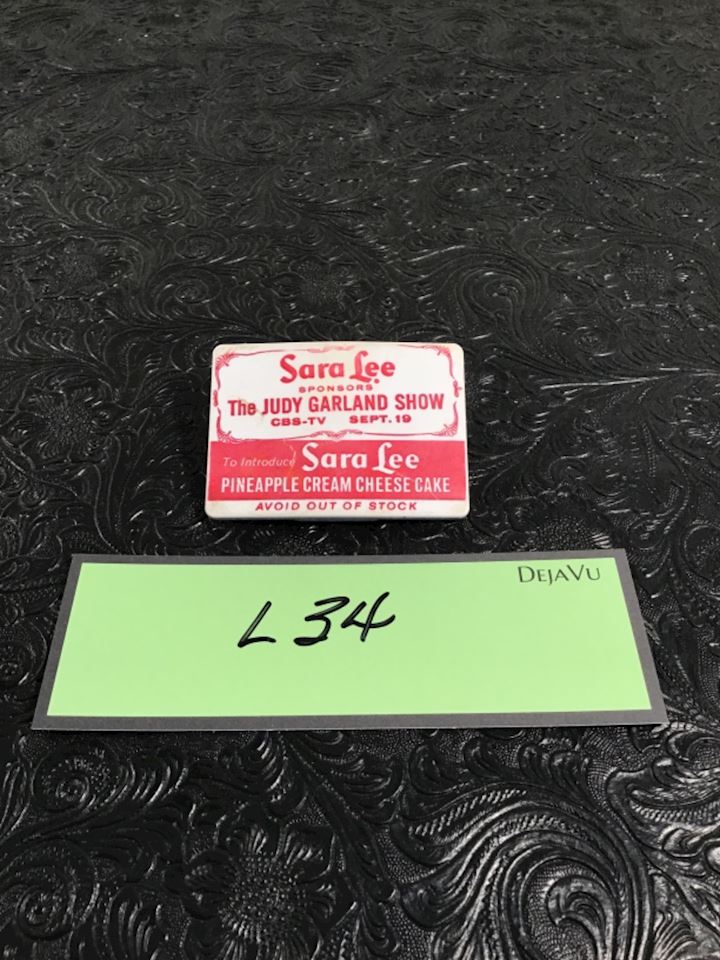 Sara Lee
SPONSORS
The JUDY GARLAND SHOW
CBS-TV SEPT. 19
To Introduce Sara Lee
PINEAPPLE CREAM CHEESE CAKE
AVOID OUT OF STOCK
DEJAVU
L 34